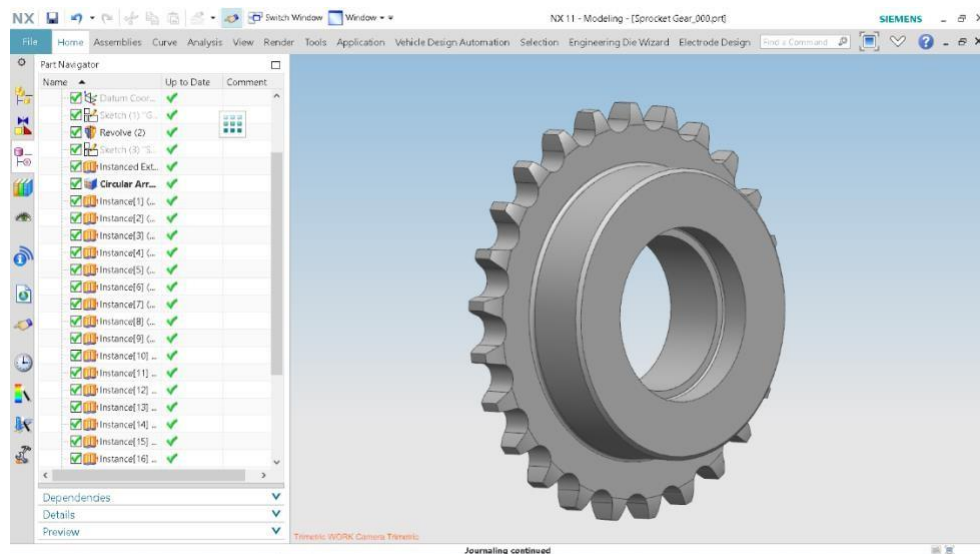 NX Switch Window Window NX 11 - Modeling - [Sprocket Gear_000.prt] SIEMENS
File Home Assemblies Curve Analysis View Render Tools Application Vehicle Design Automation Selection Engineering Die Wizard Electrode Design Find a Command
Part Navigator
Name Up to Date Comment
Datum Coor...
Sketch (1) "G...
Revolve (2)
Sketch (3) "S...
Instanced Ext...
Circular Arr...
Instance[1] (...
Instance[2] (...
Instance[3] (...
Instance[4] (...
Instance[5] (...
Instance[6] (...
Instance[7] (...
Instance[8] (...
Instance[9] (...
Instance[10] ...
Instance[11] ...
Instance[12] ...
Instance[13] ...
Instance[14] ...
Instance[15] ...
Instance[16] ...
Dependencies
Details
Preview
Trimetric WORK Camera Trimetric
Journaling continued